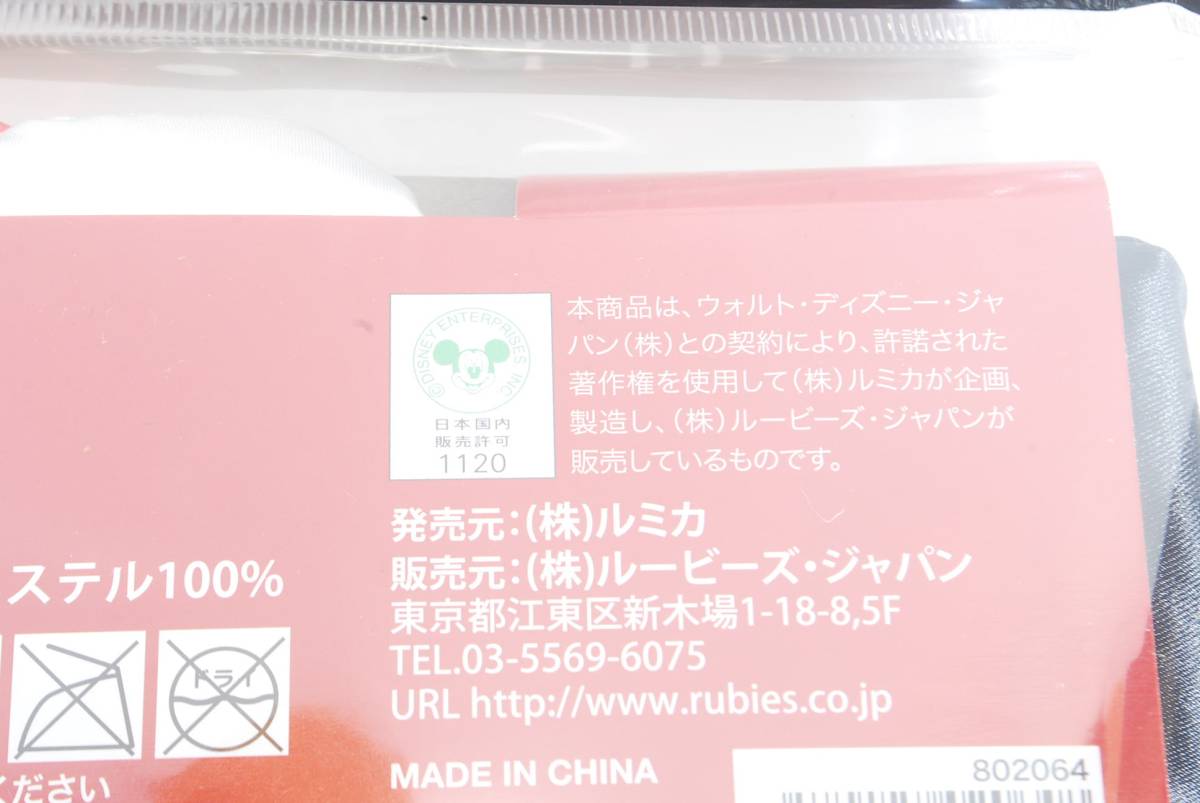 ©DISNEY ENTERPRISES, INC.
日本国内
販売許可
1120
本商品は、ウォルト・ディズニー・ジャ
パン(株)との契約により、許諾された
著作権を使用して(株)ルミカが企画、
製造し、(株)ルービーズ・ジャパンが
販売しているものです。
発売元:(株)ルミカ
販売元:(株)ルービーズ・ジャパン
東京都江東区新木場1-18-8,5F
TEL.03-5569-6075
URL http://www.rubies.co.jp
MADE IN CHINA
802064
ステル100%
ドライ
ください